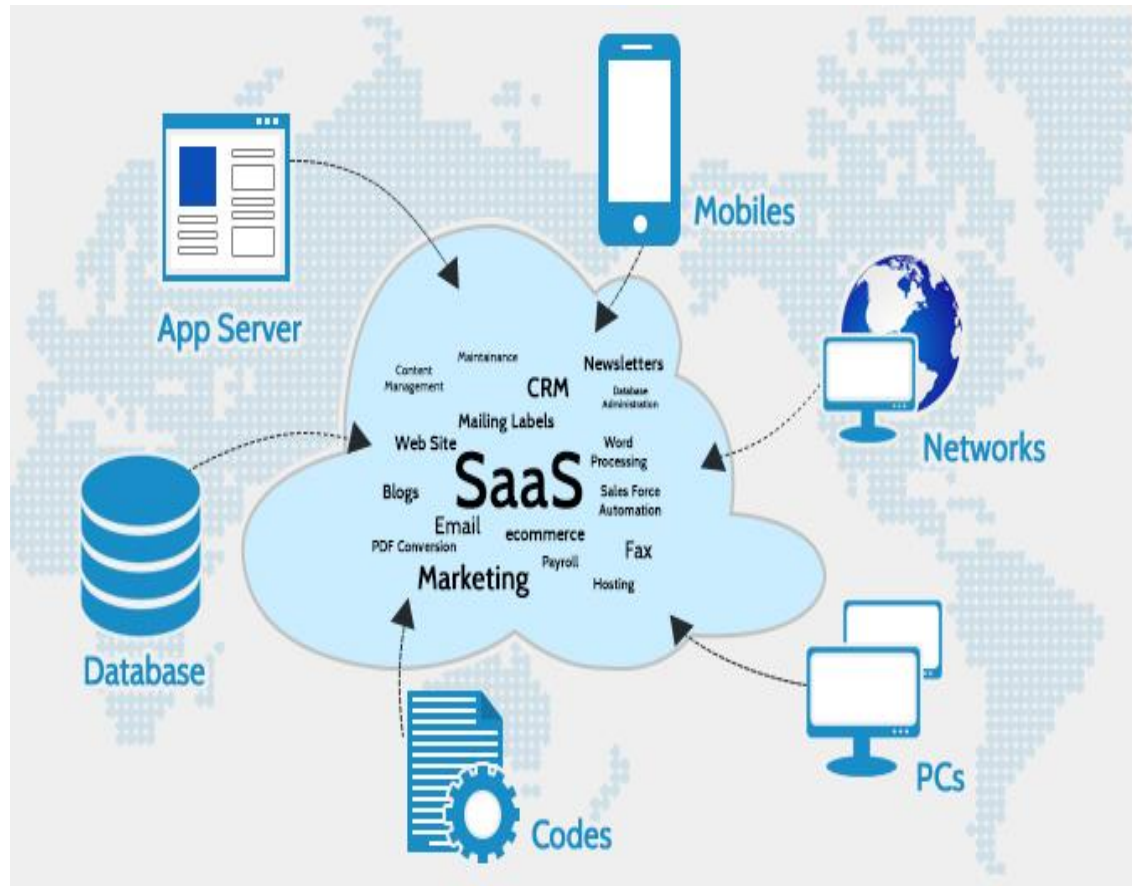 Mobiles
App Server
Maintainance
Newsletters
Content
Management
CRM
Database
Administration
Mailing Labels
Web Site
Word
Processing
Networks
SaaS
Blogs
Sales Force
Automation
Email
ecommerce
PDF Conversion
Fax
Payroll
Marketing
Hosting
Database
PCs
Codes